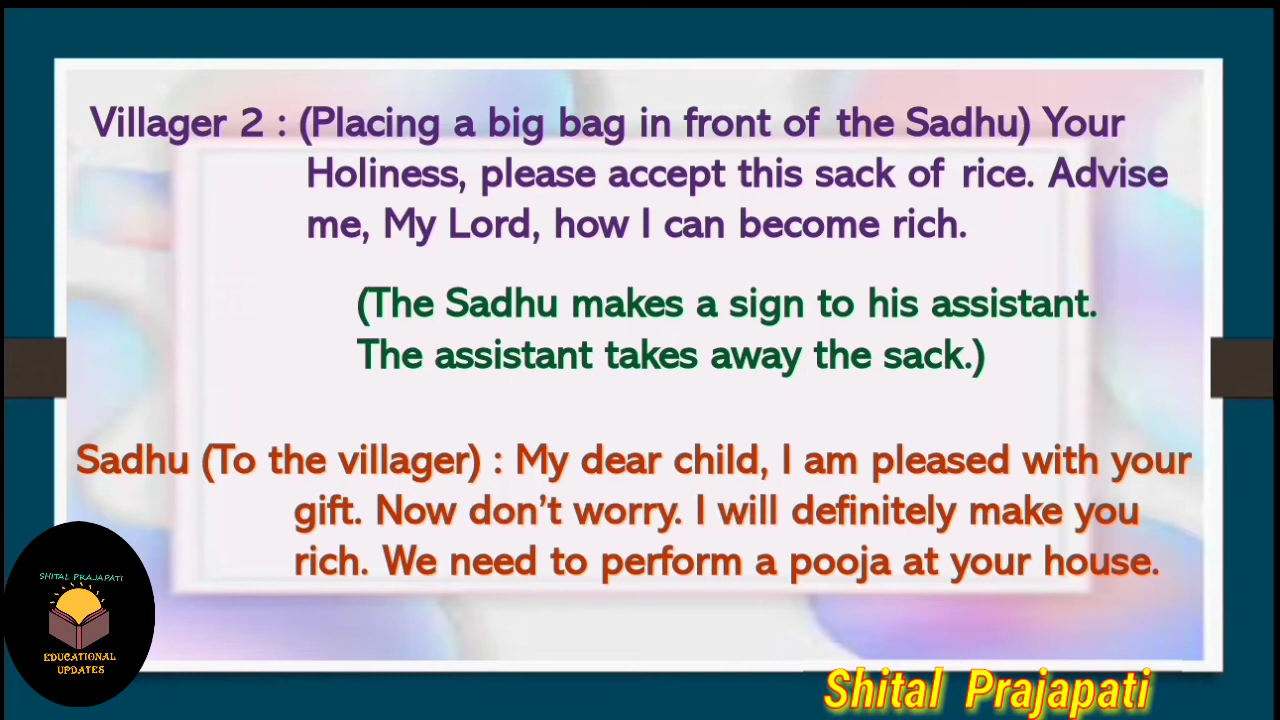 Villager 2 : (Placing a big bag in front of the Sadhu) Your
Holiness, please accept this sack of rice. Advise
me, My Lord, how I can become rich.
(The Sadhu makes a sign to his assistant.
The assistant takes away the sack.)
Sadhu (To the villager) : My dear child, I am pleased with your
gift. Now don't worry. I will definitely make you
rich. We need to perform a pooja at your house.
SHITAL PRAJAPATI
EDUCATIONAL
UPDATES
Shital Prajapati